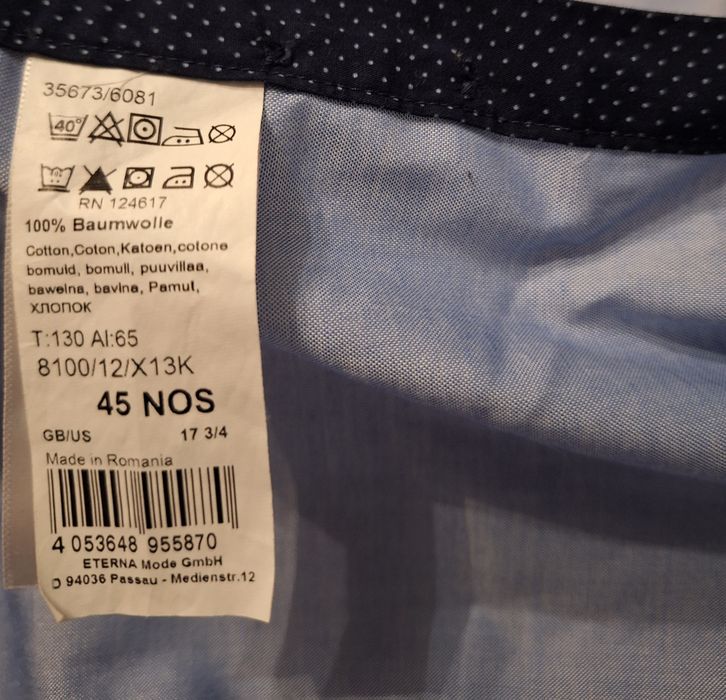 35673/6081
40°
RN 124617
100% Baumwolle
Cotton,Coton,Katoen,cotone
bomuld, bomull, puuvillaa,
bawelna, bavlna, Pamut,
хлопок
T:130 Al:65
8100/12/X13K
45 NOS
GB/US 17 3/4
Made in Romania
4 053648 955870
ETERNA Mode GmbH
D 94036 Passau - Medienstr.12